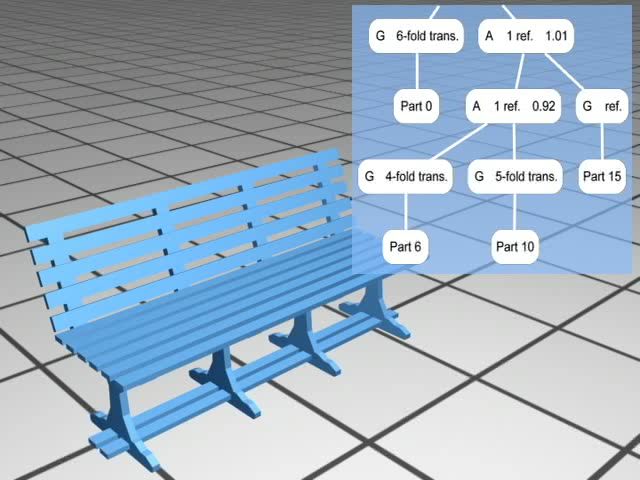 G 6-fold trans.
A 1 ref. 1.01
Part 0
A 1 ref. 0.92
G ref.
G 4-fold trans.
G 5-fold trans.
Part 15
Part 6
Part 10